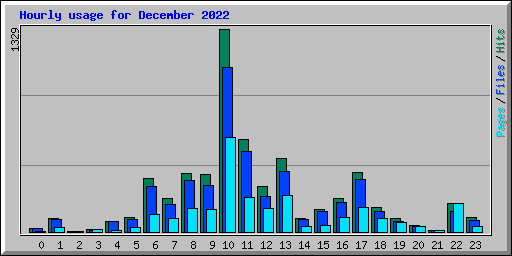 Hourly usage for December 2022
1329
Pages/Files/Hits
0 1 2 3 4 5 6 7 8 9 10 11 12 13 14 15 16 17 18 19 20 21 22 23